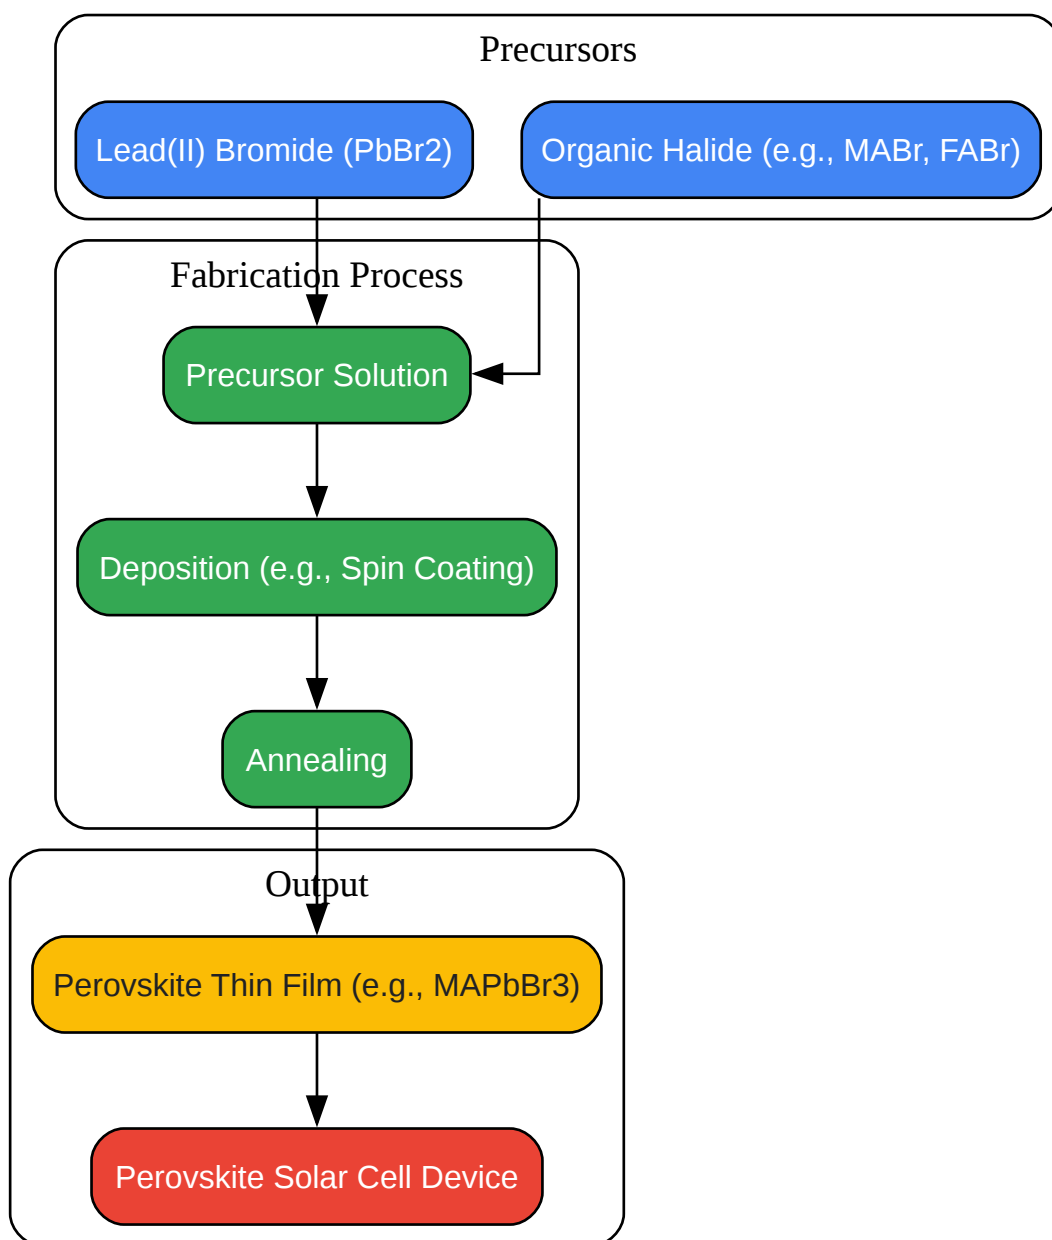 Precursors
Lead(II) Bromide (PbBr2)
Organic Halide (e.g., MABr, FABr)
Fabrication Process
Precursor Solution
Deposition (e.g., Spin Coating)
Annealing
Output
Perovskite Thin Film (e.g., MAPbBr3)
Perovskite Solar Cell Device